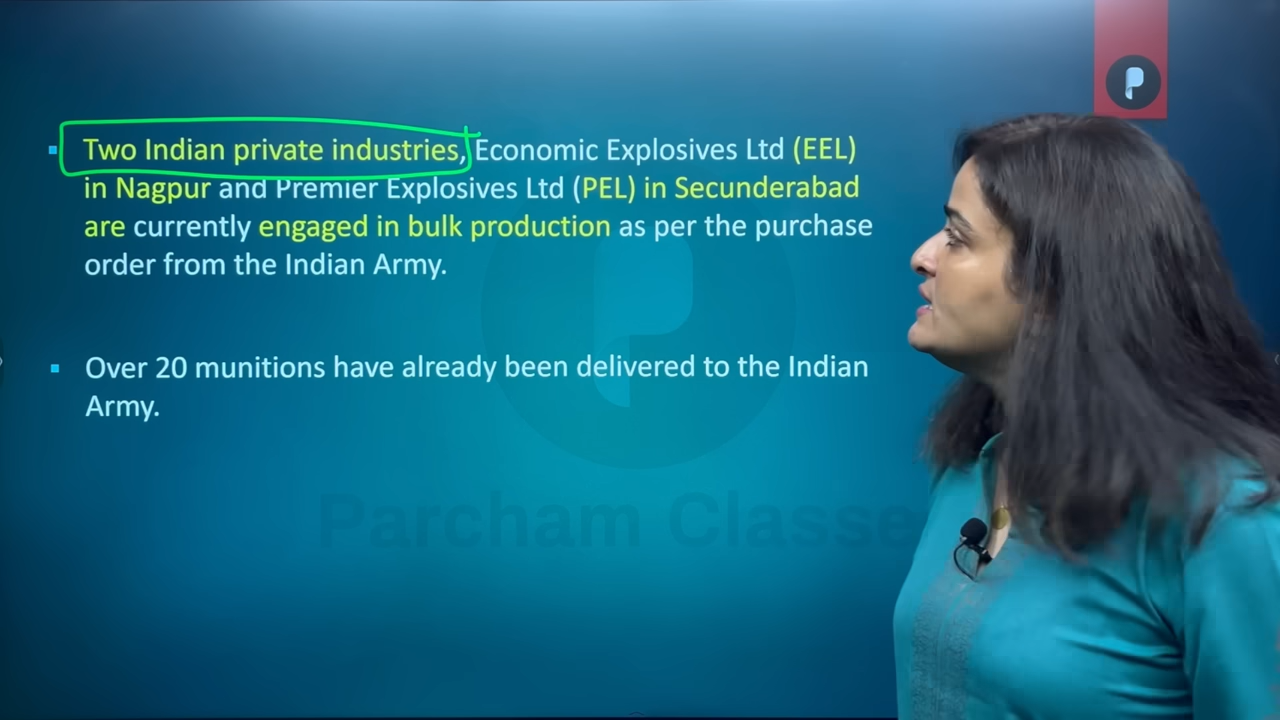 Two Indian private industries, Economic Explosives Ltd (EEL)
in Nagpur and Premier Explosives Ltd (PEL) in Secunderabad
are currently engaged in bulk production as per the purchase
order from the Indian Army.
Over 20 munitions have already been delivered to the Indian
Army.
Parcham Classe